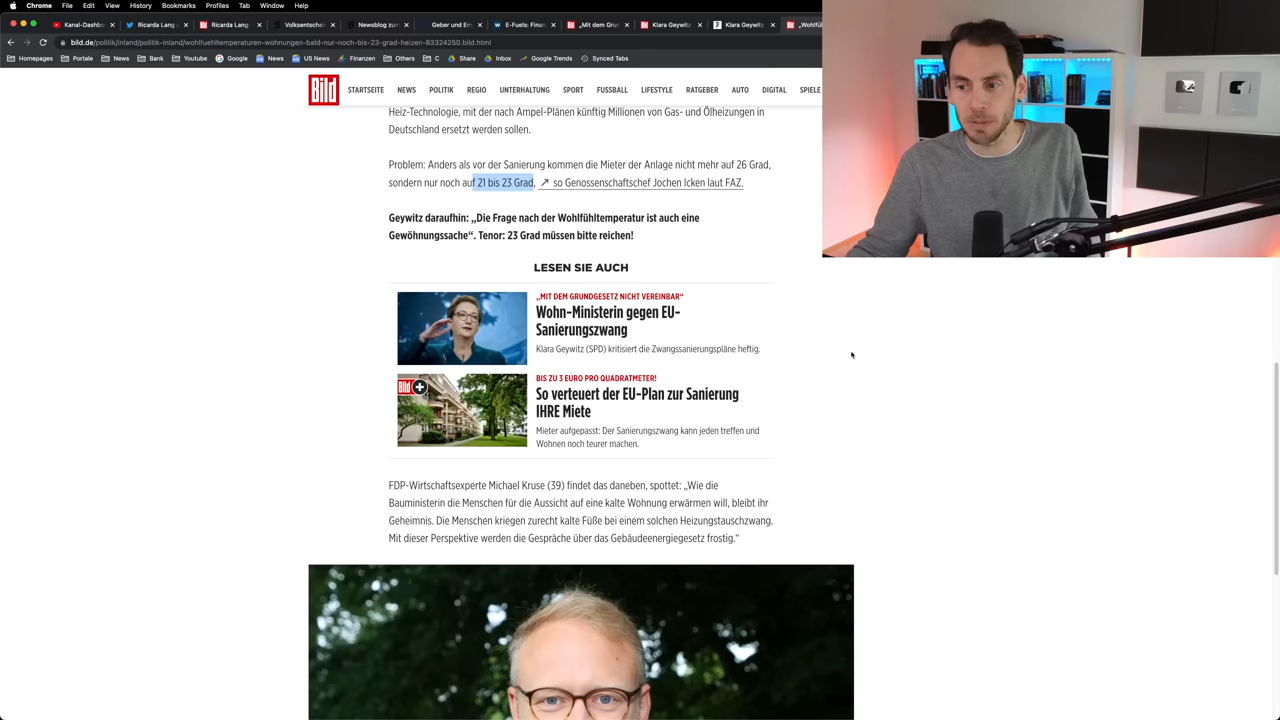 Chrome File Edit View History Bookmarks Profiles Tab Window Help
Kanal-Dashbo Ricarda Lang Ricarda Lang Volksentsche Newsblog zum Geber und Em E-Fuels: Finan „Mit dem Gru Klara Geywitz Klara Geywitz „Wohlfü
bild.de/politik/inland/politik-inland/wohlfuehltemperaturen-wohnungen-bald-nur-noch-bis-23-grad-heizen-83324250.bild.html
Homepages Portale News Bank Youtube Google News US News Finanzen Others C Share Inbox Google Trends Synced Tabs
Bild STARTSEITE NEWS POLITIK REGIO UNTERHALTUNG SPORT FUSSBALL LIFESTYLE RATGEBER AUTO DIGITAL SPIELE
Heiz-Technologie, mit der nach Ampel-Plänen künftig Millionen von Gas- und Ölheizungen in
Deutschland ersetzt werden sollen.
Problem: Anders als vor der Sanierung kommen die Mieter der Anlage nicht mehr auf 26 Grad,
sondern nur noch auf 21 bis 23 Grad, ↗ so Genossenschaftschef Jochen Icken laut FAZ.
Geywitz daraufhin: „Die Frage nach der Wohlfühltemperatur ist auch eine
Gewöhnungssache“. Tenor: 23 Grad müssen bitte reichen!
LESEN SIE AUCH
„MIT DEM GRUNDGESETZ NICHT VEREINBAR“
Wohn-Ministerin gegen EU-
Sanierungszwang
Klara Geywitz (SPD) kritisiert die Zwangssanierungspläne heftig.
Bild
BIS ZU 3 EURO PRO QUADRATMETER!
So verteuert der EU-Plan zur Sanierung
IHRE Miete
Mieter aufgepasst: Der Sanierungszwang kann jeden treffen und
Wohnen noch teurer machen.
FDP-Wirtschaftsexperte Michael Kruse (39) findet das daneben, spottet: „Wie die
Bauministerin die Menschen für die Aussicht auf eine kalte Wohnung erwärmen will, bleibt ihr
Geheimnis. Die Menschen kriegen zurecht kalte Füße bei einem solchen Heizungstauschzwang.
Mit dieser Perspektive werden die Gespräche über das Gebäudeenergiegesetz frostig.“